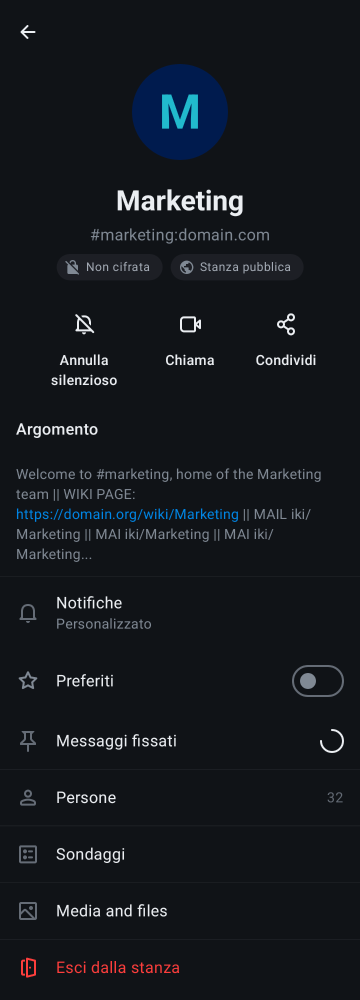 M
Marketing
#marketing:domain.com
Non cifrata
Stanza pubblica
Annulla
silenzioso
Chiama
Condividi
Argomento
Welcome to #marketing, home of the Marketing
team || WIKI PAGE:
https://domain.org/wiki/Marketing || MAIL iki/
Marketing || MAI iki/Marketing || MAI iki/
Marketing...
Notifiche
Personalizzato
Preferiti
Messaggi fissati
Persone
32
Sondaggi
Media and files
Esci dalla stanza